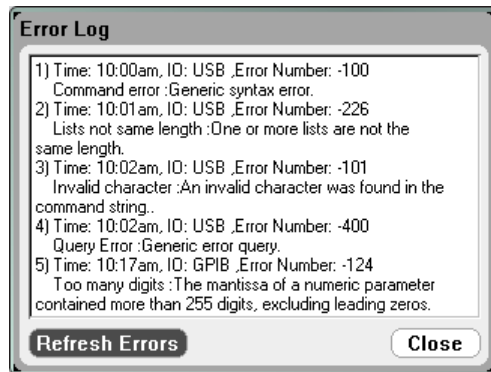 Error Log
1) Time: 10:00am, IO: USB ,Error Number: -100
Command error :Generic syntax error.
2) Time: 10:01am, IO: USB ,Error Number: -226
Lists not same length :One or more lists are not the
same length.
3) Time: 10:02am, IO: USB ,Error Number: -101
Invalid character :An invalid character was found in the
command string..
4) Time: 10:02am, IO: USB ,Error Number: -400
Query Error :Generic error query.
5) Time: 10:17am, IO: GPIB ,Error Number: -124
Too many digits :The mantissa of a numeric parameter
contained more than 255 digits, excluding leading zeros.
Refresh Errors
Close